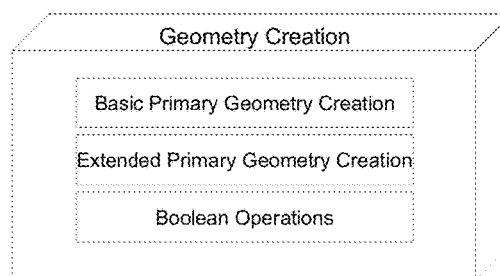 Geometry Creation
Basic Primary Geometry Creation
Extended Primary Geometry Creation
Boolean Operations